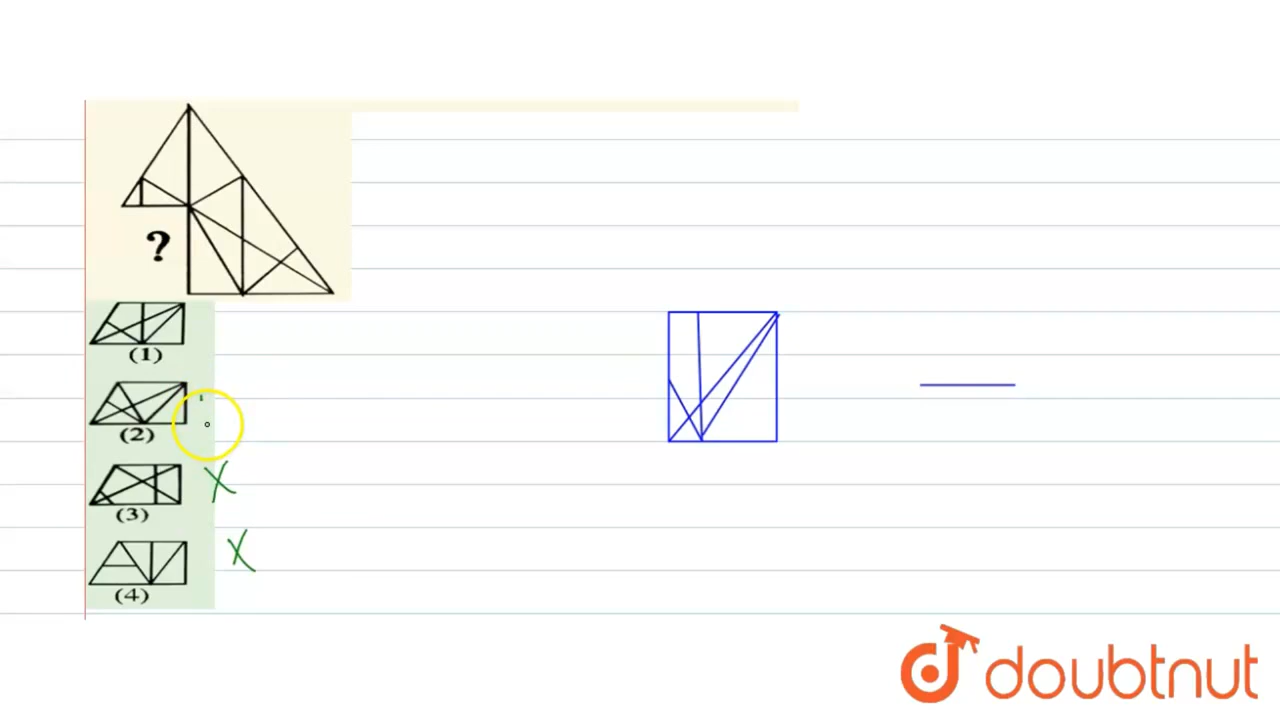 ?
(1)
(2)
(3)
X
(4)
X
doubtnut